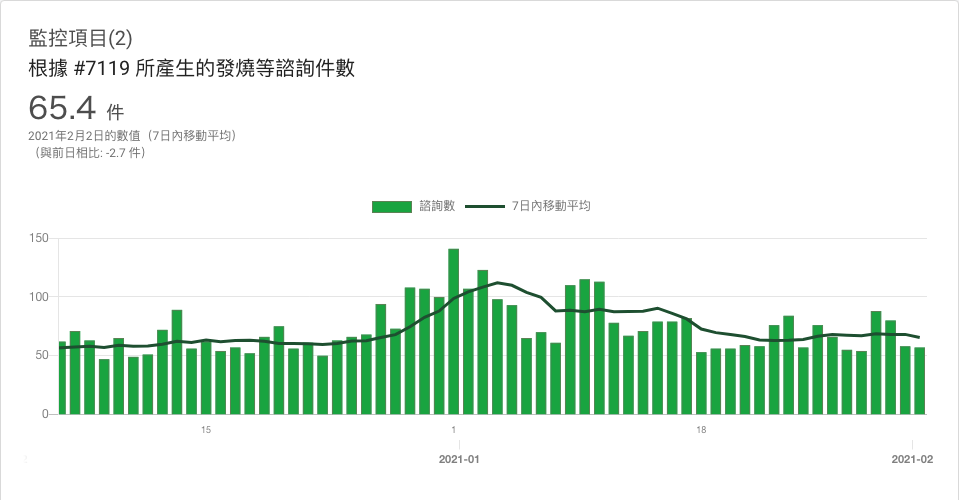 監控項目(2)
根據 #7119 所產生的發燒等諮詢件數
65.4 件
2021年2月2日的數值（7日內移動平均）
（與前日相比: -2.7 件）
諮詢數 7日內移動平均
150
100
50
0
15 1 18
2021-01 2021-02